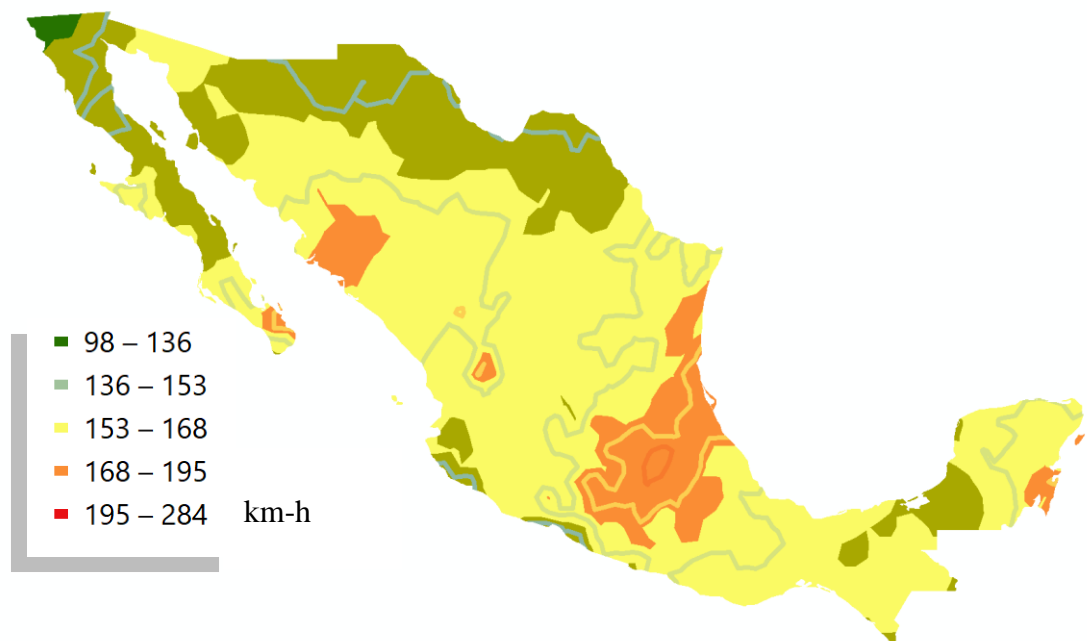 98 – 136
136 – 153
153 – 168
168 – 195
195 – 284 km-h